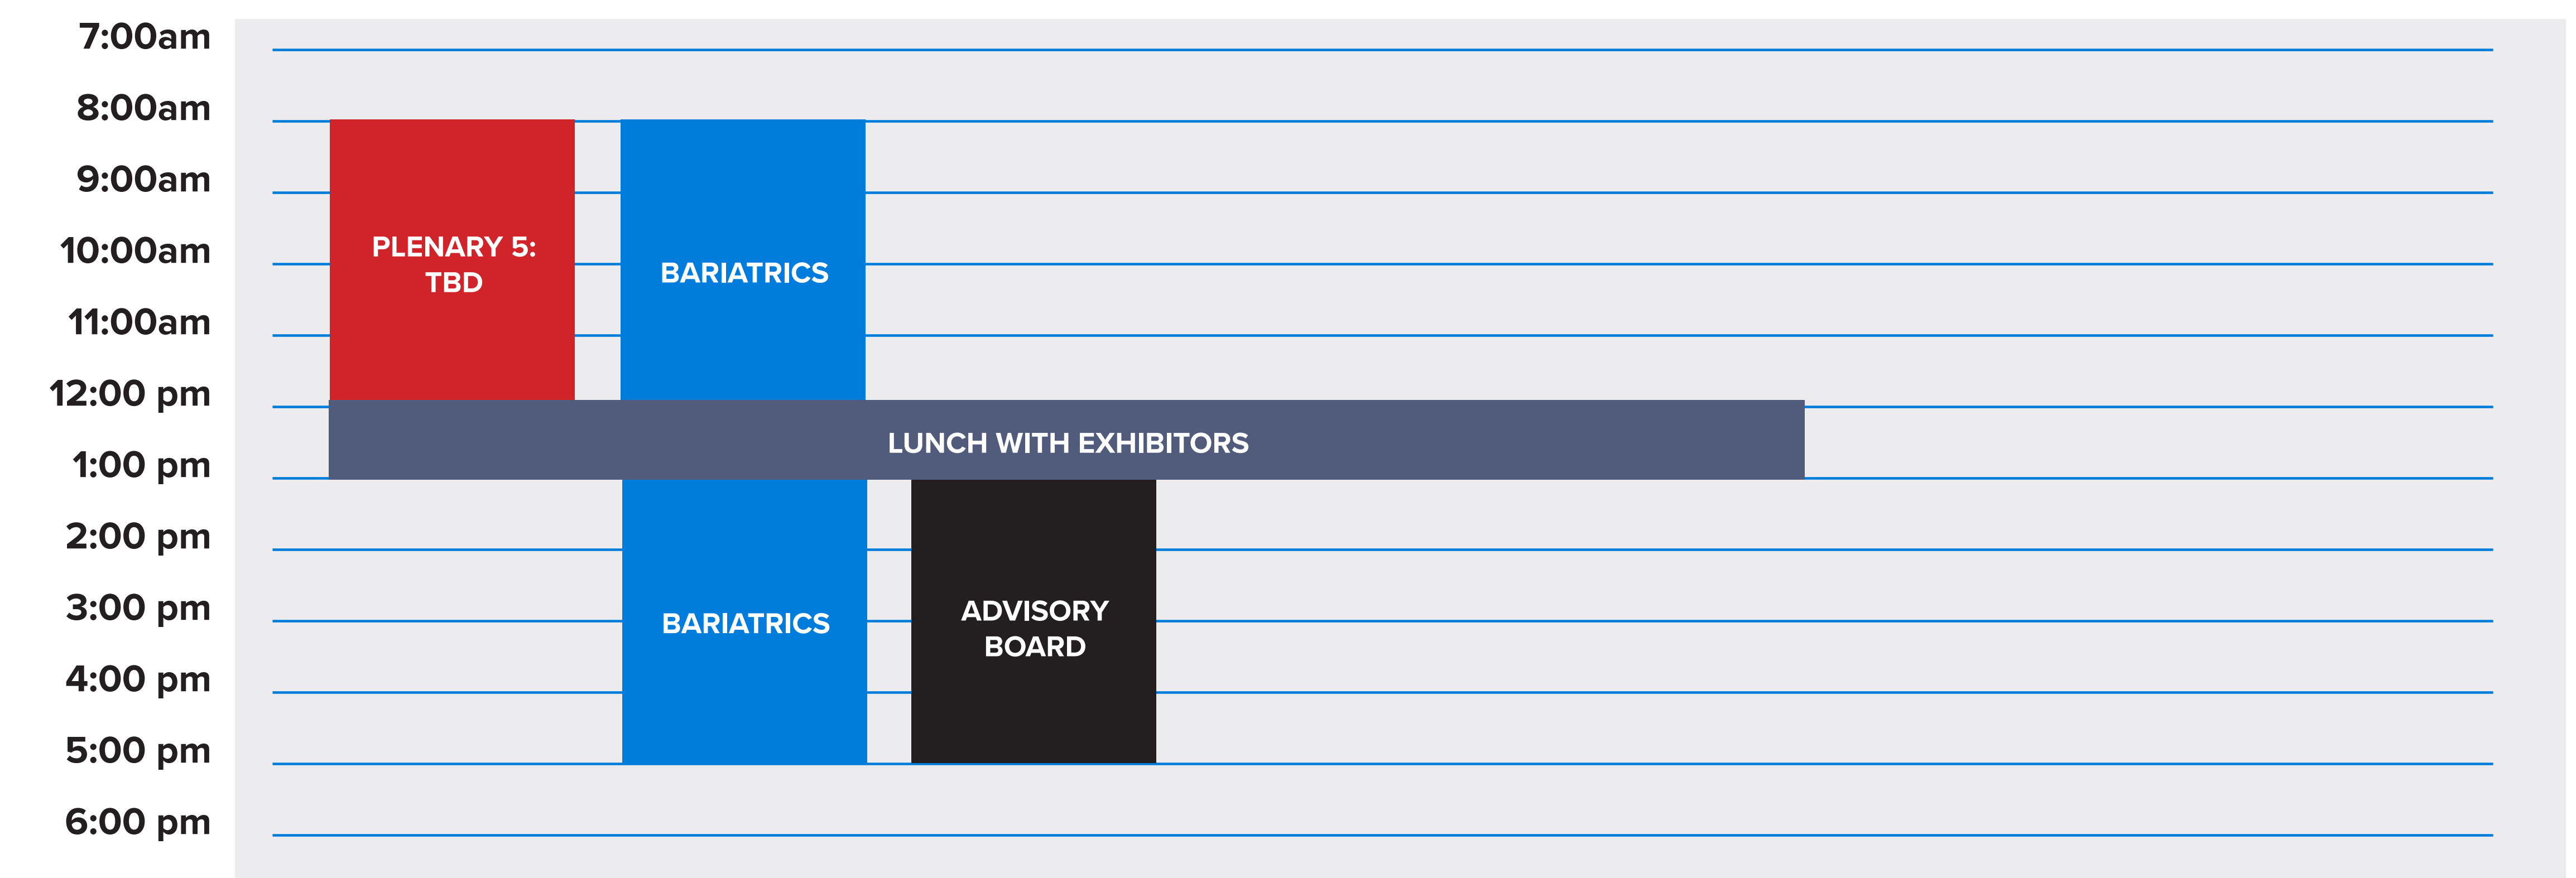 7:00am
8:00am
9:00am
10:00am
11:00am
12:00 pm
1:00 pm
2:00 pm
3:00 pm
4:00 pm
5:00 pm
6:00 pm
PLENARY 5:
TBD
BARIATRICS
LUNCH WITH EXHIBITORS
BARIATRICS
ADVISORY
BOARD